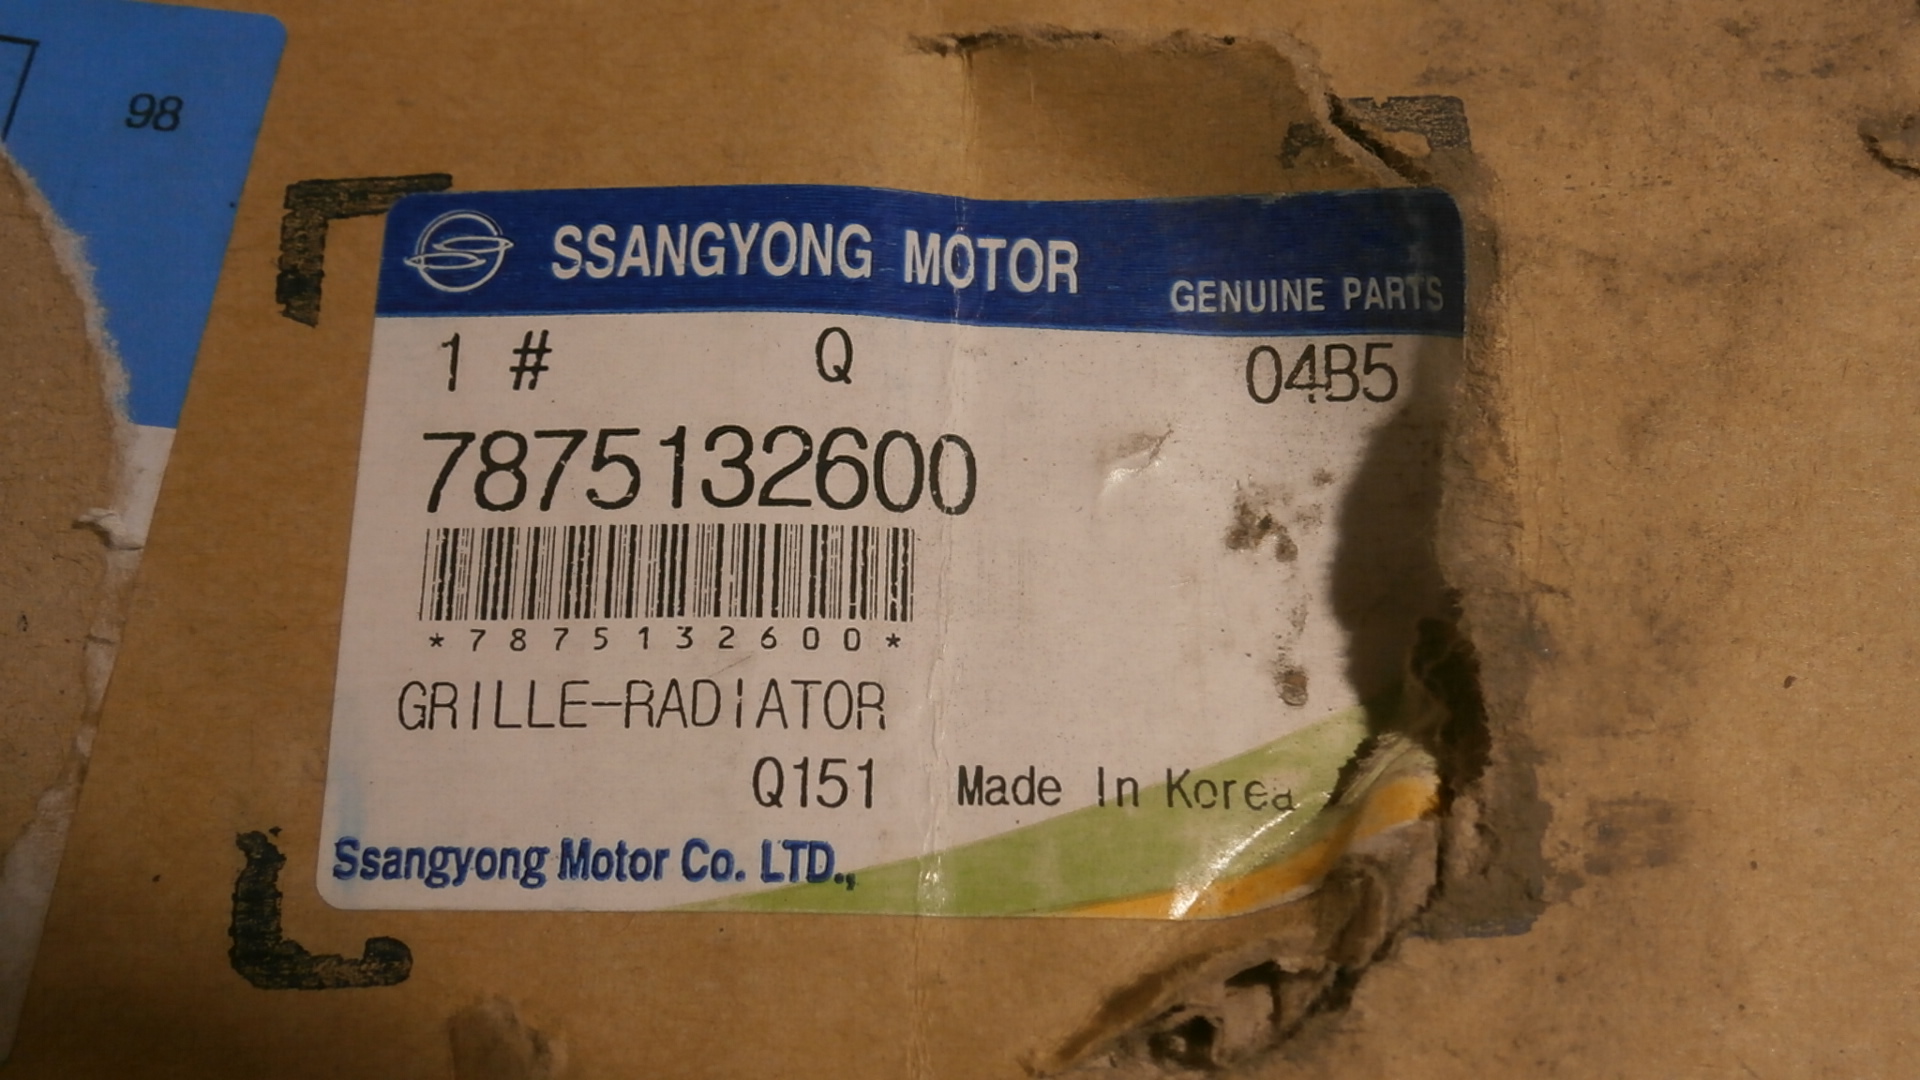 98
SSANGYONG MOTOR GENUINE PARTS
1 # Q 04B5
7875132600
*7875132600*
GRILLE-RADIATOR
Q151 Made In Korea
Ssangyong Motor Co. LTD.,